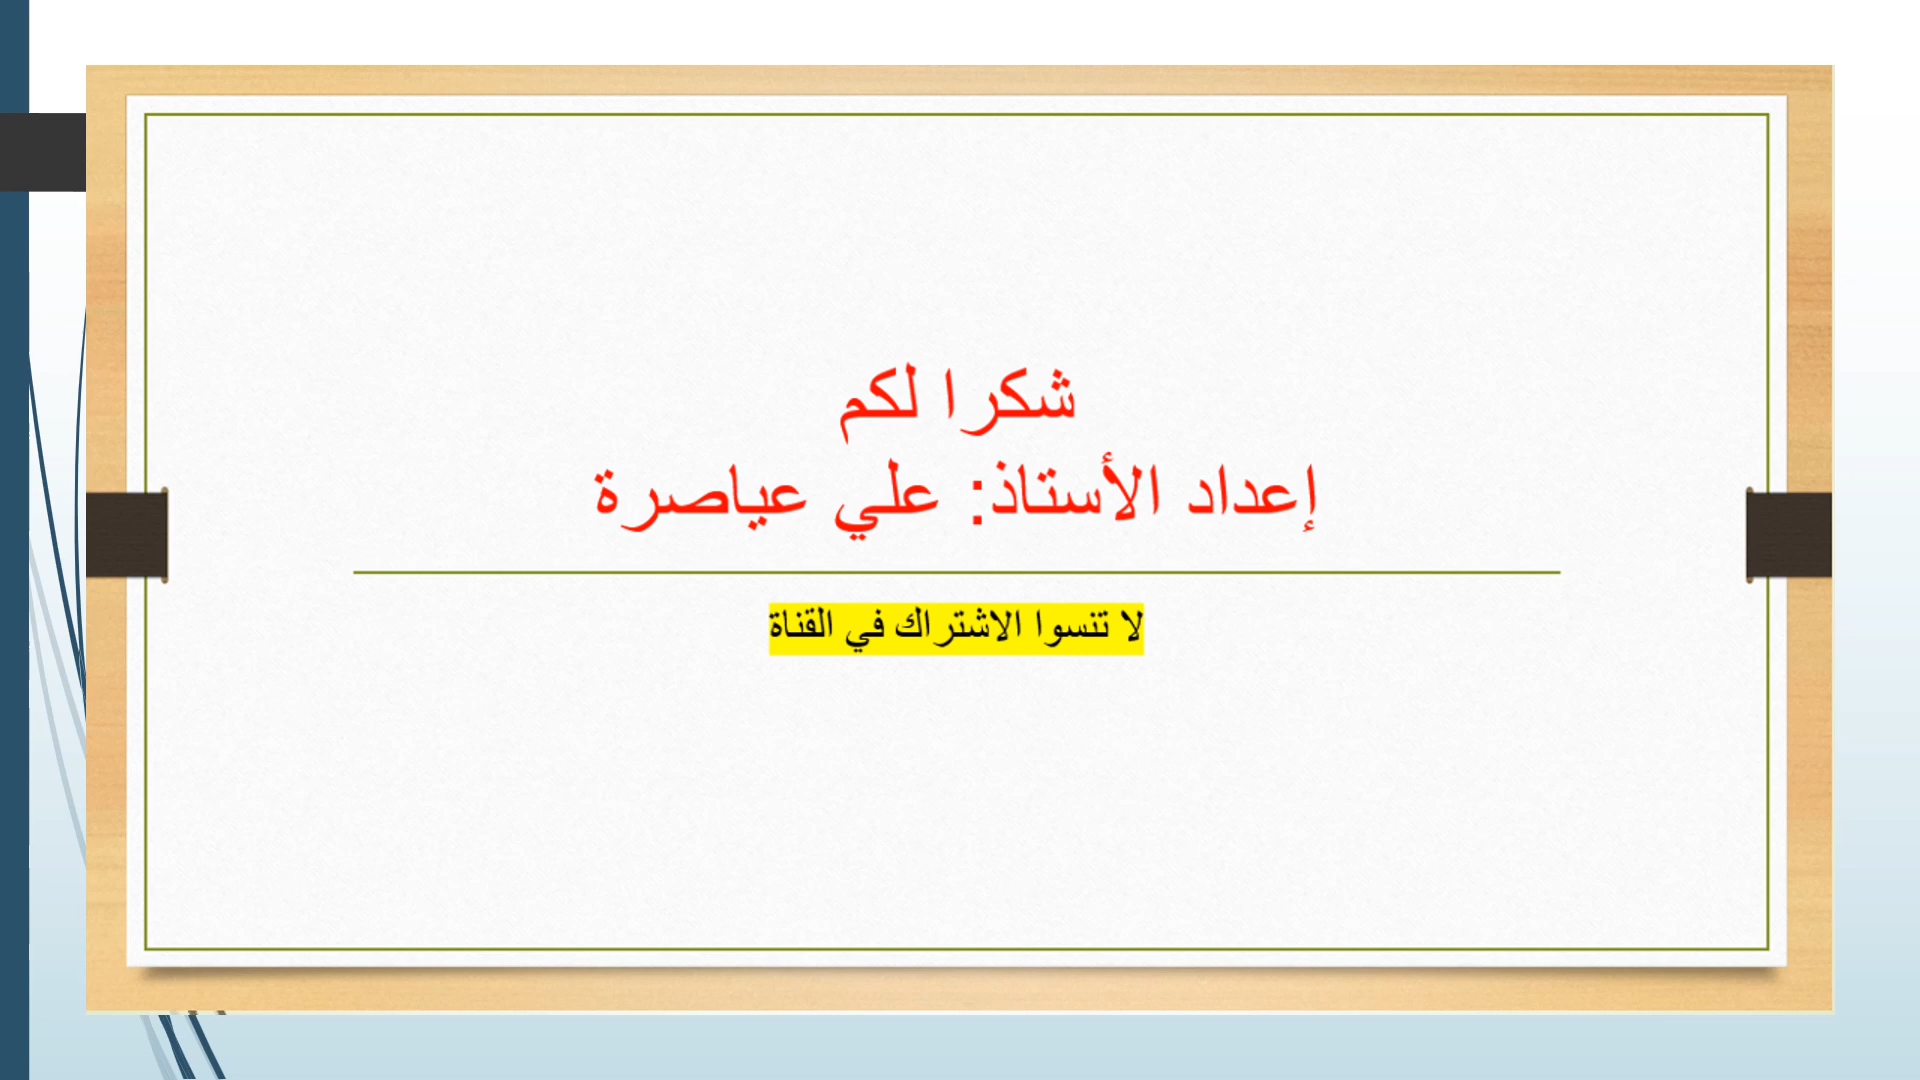 شكرا لكم
إعداد الأستاذ: علي عياصرة
لا تنسوا الاشتراك في القناة